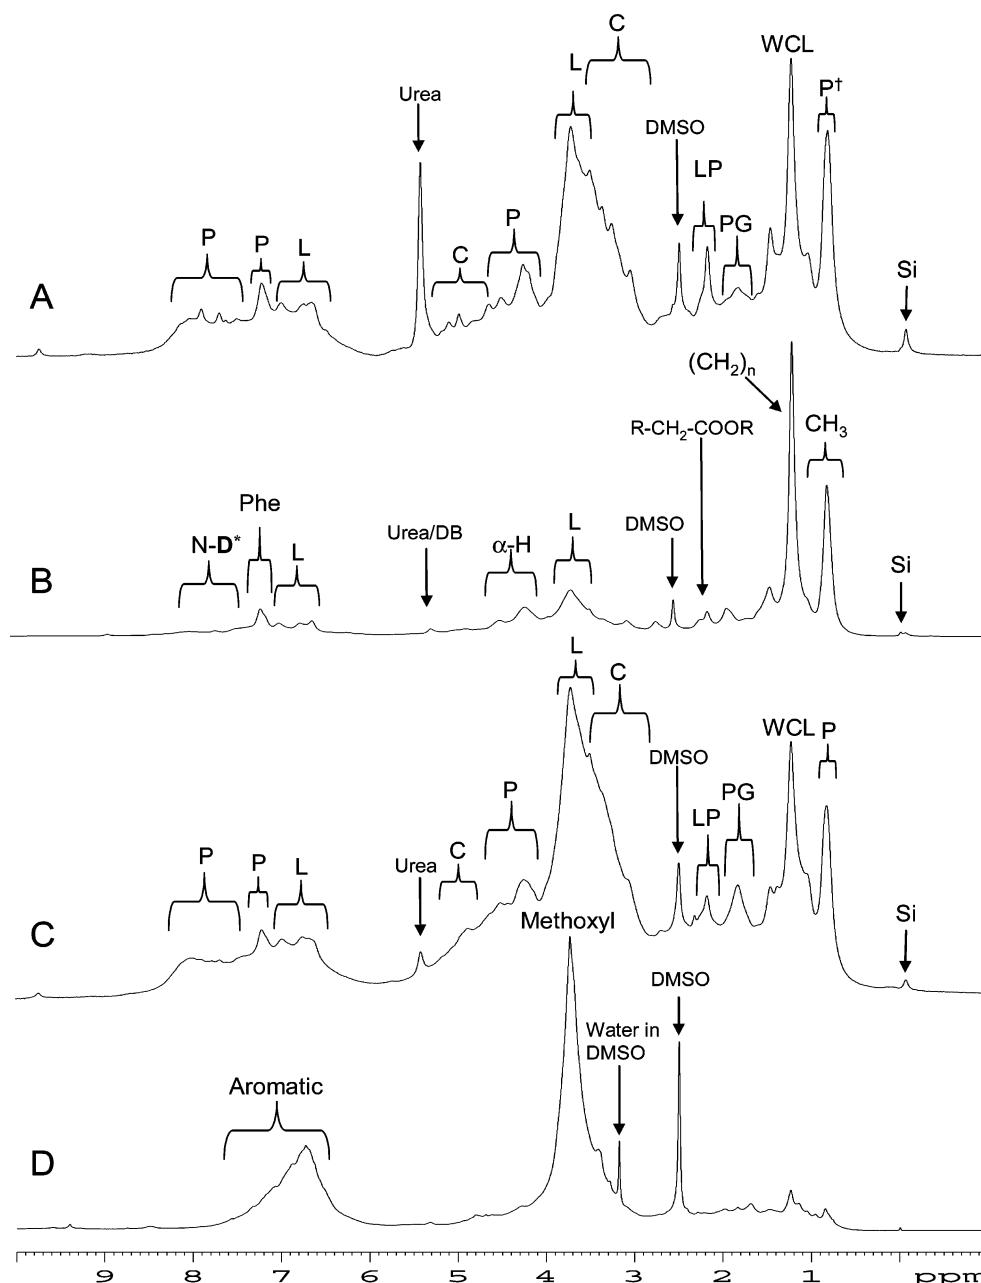 C
WCL
L
P†
Urea
DMSO
LP
PG
P
P
L
P
C
Si
A
(CH2)n
R-CH2-COOR
CH3
Phe
N-D*
L
Urea/DB
α-H
L
DMSO
Si
B
L
C
WCL
P
DMSO
PG
P
LP
P
P
L
Urea
C
Si
C
Methoxyl
DMSO
Water in
DMSO
Aromatic
D
9 8 7 6 5 4 3 2 1 ppm